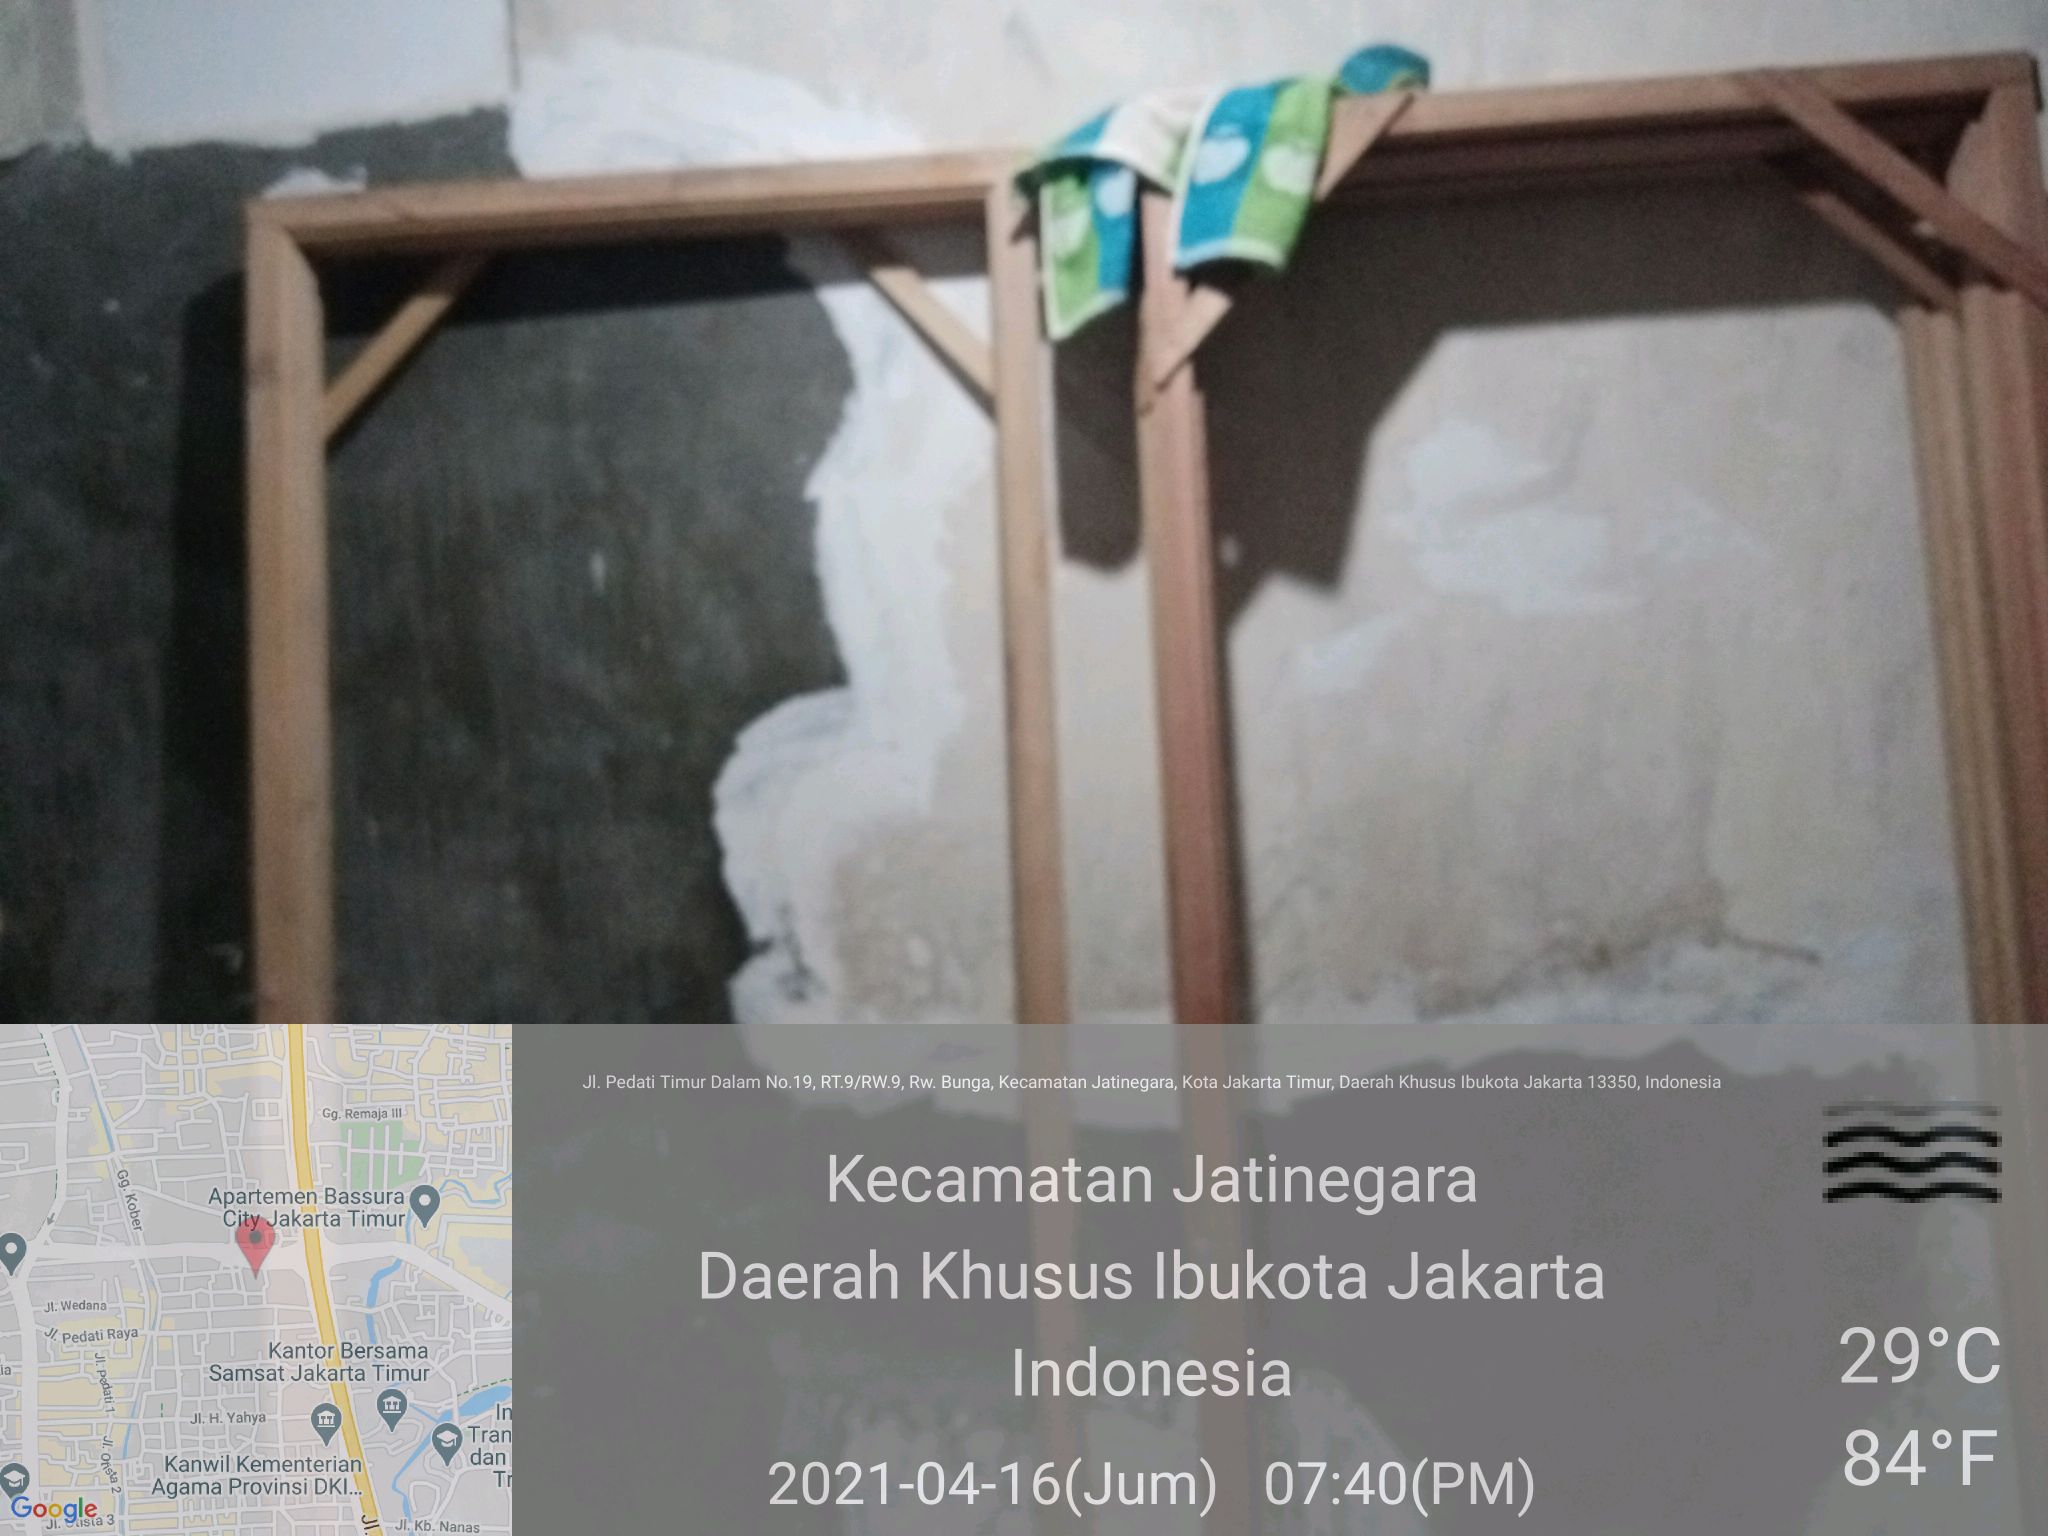 Jl. Pedati Timur Dalam No.19, RT.9/RW.9, Rw. Bunga, Kecamatan Jatinegara, Kota Jakarta Timur, Daerah Khusus Ibukota Jakarta 13350, Indonesia
Kecamatan Jatinegara
Daerah Khusus Ibukota Jakarta
Indonesia
2021-04-16(Jum) 07:40(PM)
29°C
84°F
Gg. Remaja III
Gg. Kober
Apartemen Bassura
City Jakarta Timur
Jl. Wedana
Jl. Pedati Raya
Jl. Pedati 1
Kantor Bersama
Samsat Jakarta Timur
Jl. H. Yahya
Jl. Otista 2
Kanwil Kementerian
Agama Provinsi DKI...
Tran
dan
Google
Jl. Otista 3
Jl. Kb. Nanas